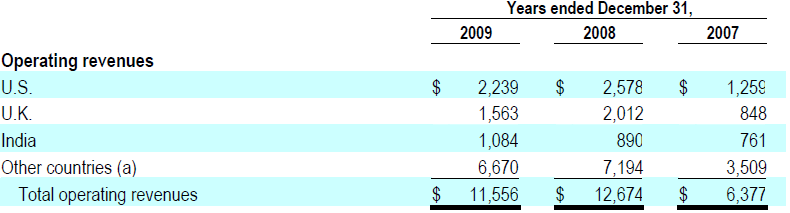 Years ended December 31,
2009 2008 2007
Operating revenues
U.S. $ 2,239 $ 2,578 $ 1,259
U.K. 1,563 2,012 848
India 1,084 890 761
Other countries (a) 6,670 7,194 3,509
Total operating revenues $ 11,556 $ 12,674 $ 6,377